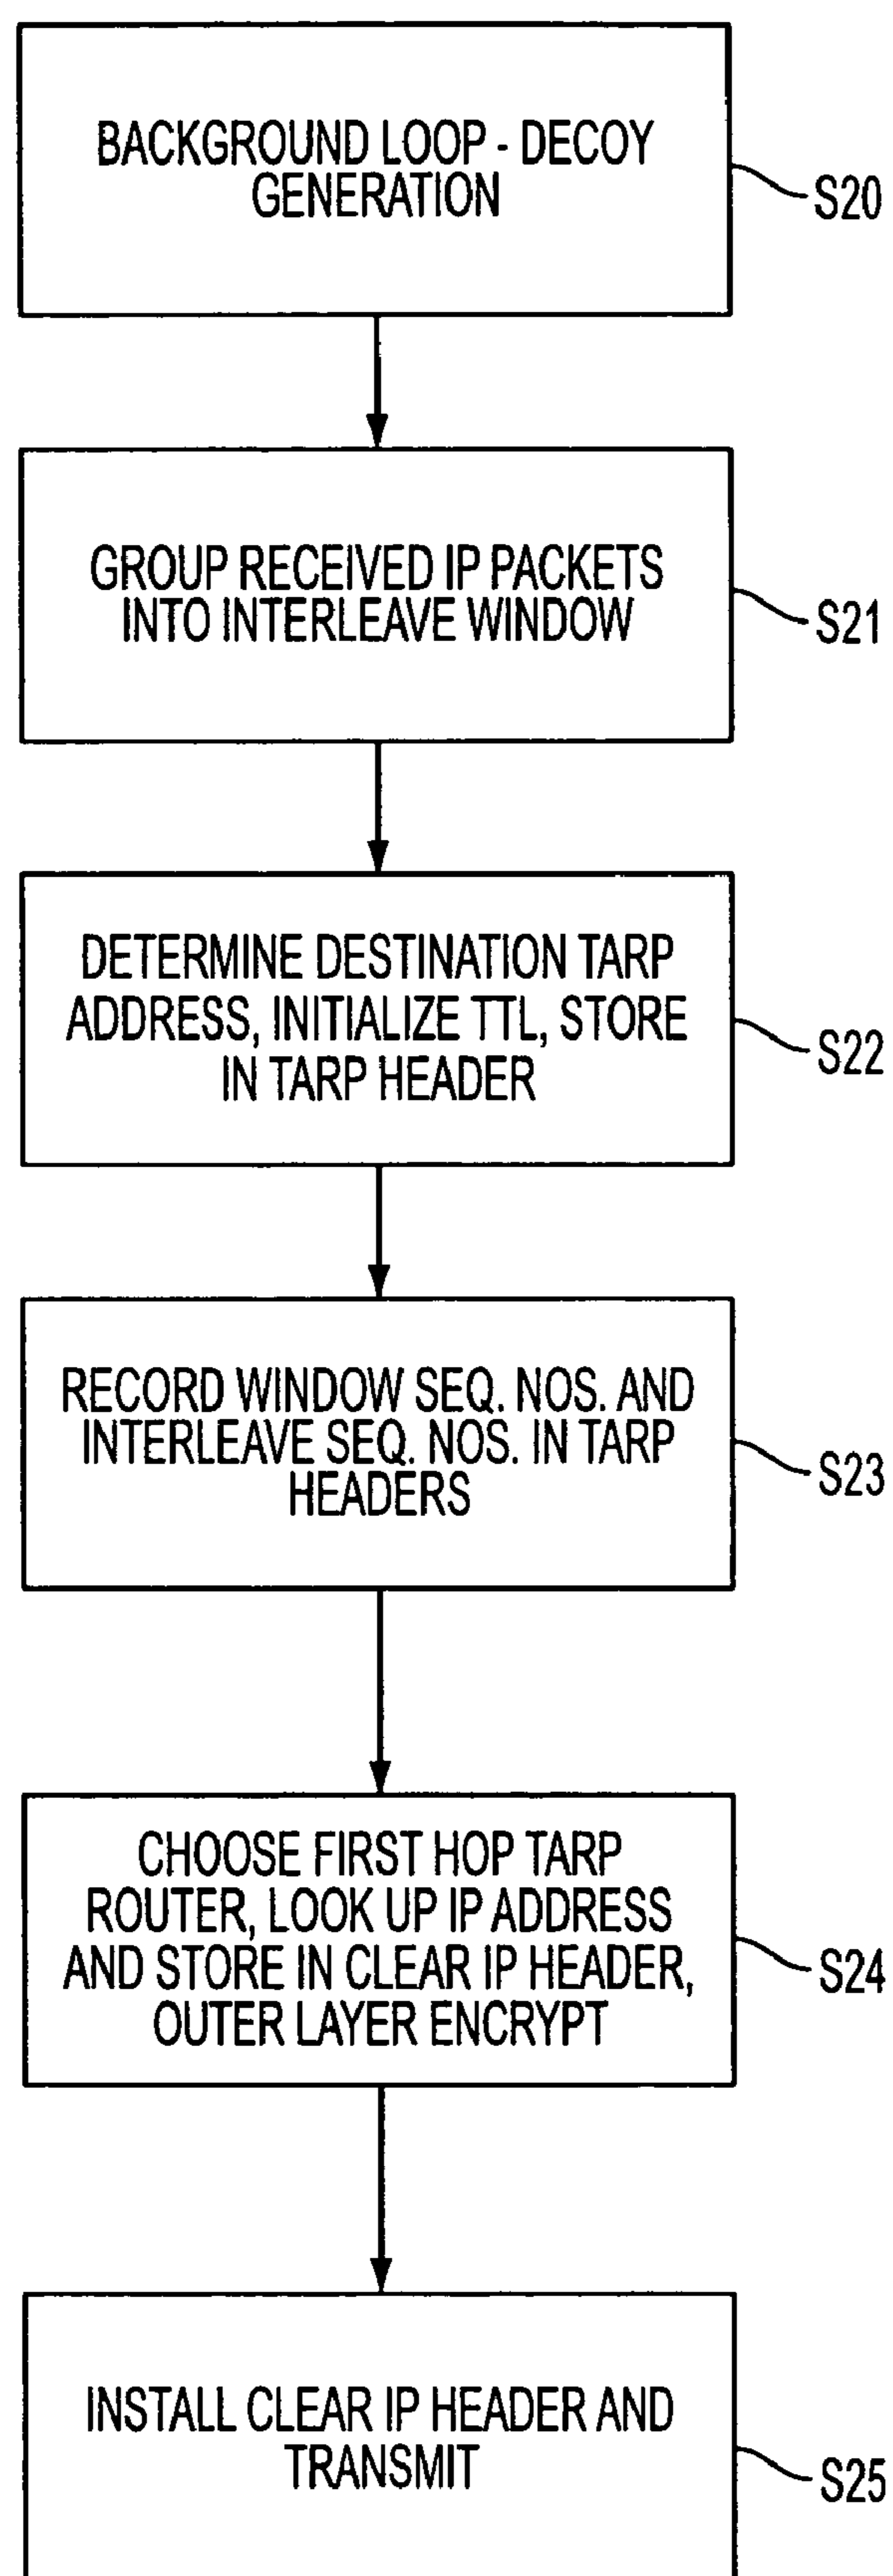 BACKGROUND LOOP - DECOY
GENERATION
S20
GROUP RECEIVED IP PACKETS
INTO INTERLEAVE WINDOW
S21
DETERMINE DESTINATION TARP
ADDRESS, INITIALIZE TTL, STORE
IN TARP HEADER
S22
RECORD WINDOW SEQ. NOS. AND
INTERLEAVE SEQ. NOS. IN TARP
HEADERS
S23
CHOOSE FIRST HOP TARP
ROUTER, LOOK UP IP ADDRESS
AND STORE IN CLEAR IP HEADER,
OUTER LAYER ENCRYPT
S24
INSTALL CLEAR IP HEADER AND
TRANSMIT
S25